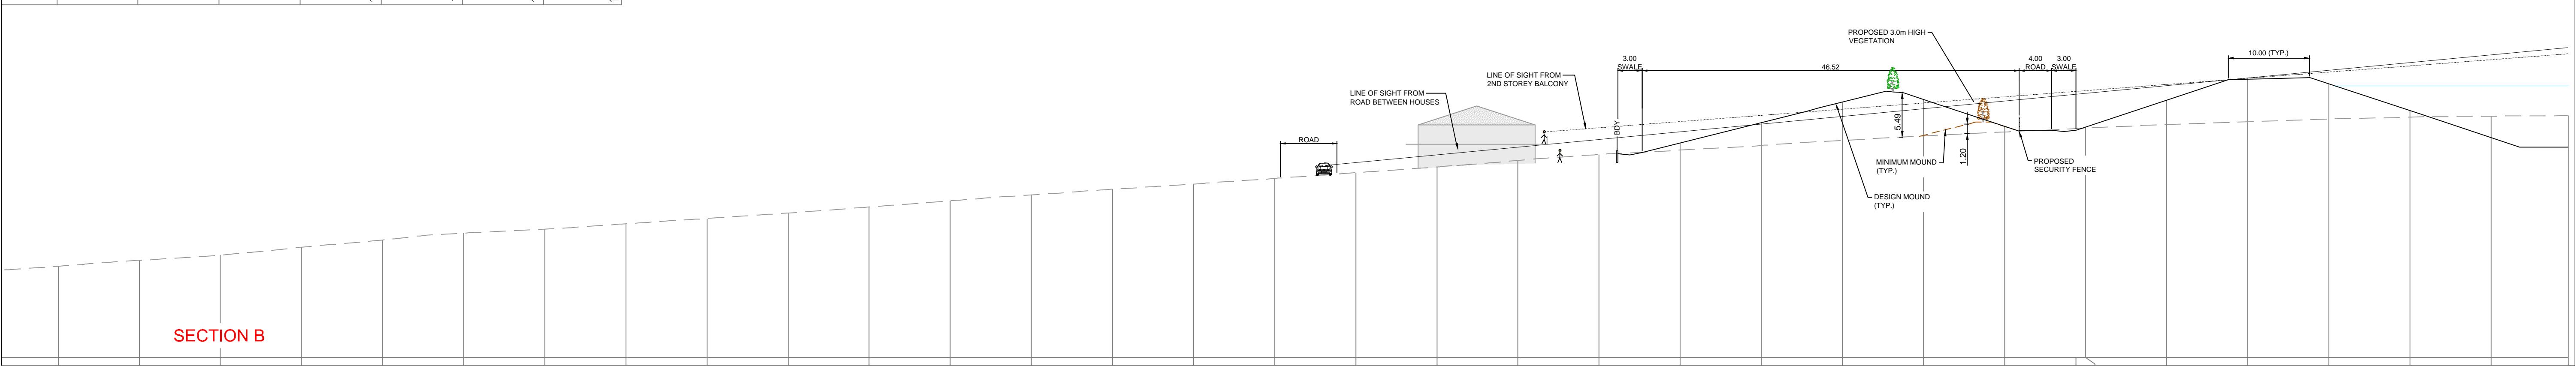 PROPOSED 3.0m HIGH
VEGETATION
10.00 (TYP.)
3.00
SWALE
46.52
4.00
ROAD
3.00
SWALE
LINE OF SIGHT FROM
2ND STOREY BALCONY
LINE OF SIGHT FROM
ROAD BETWEEN HOUSES
5.49
BDY
ROAD
1.20
MINIMUM MOUND
(TYP.)
PROPOSED
SECURITY FENCE
DESIGN MOUND
(TYP.)
SECTION B